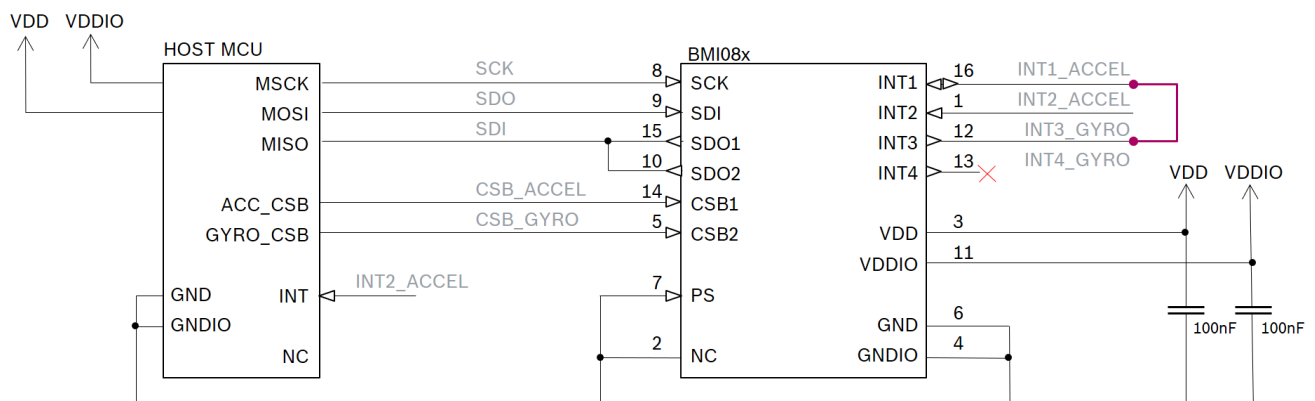 VDD VDDIO
HOST MCU
MSCK
MOSI
MISO
ACC_CSB
GYRO_CSB
GND
INT
GNDIO
NC
SCK
SDO
SDI
CSB_ACCEL
CSB_GYRO
INT2_ACCEL
8
9
15
10
14
5
7
2
BMI08x
SCK
SDI
SDO1
SDO2
CSB1
CSB2
PS
NC
INT1
INT2
INT3
INT4
VDD
VDDIO
GND
GNDIO
16
1
12
13
3
11
6
4
INT1_ACCEL
INT2_ACCEL
INT3_GYRO
INT4_GYRO
VDD VDDIO
100nF 100nF